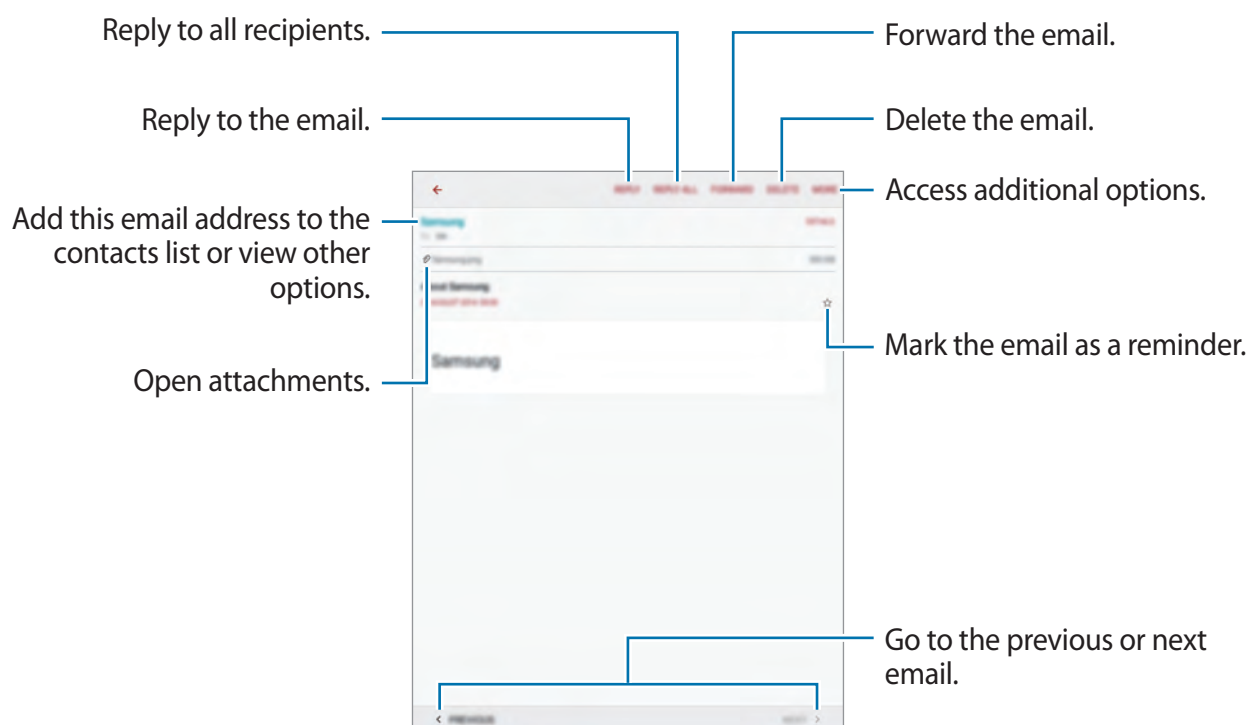 Reply to all recipients.
Forward the email.
Reply to the email.
Delete the email.
REPLY REPLY ALL FORWARD DELETE MORE
Access additional options.
Add this email address to the
contacts list or view other
options.
Samsung
DETAILS
Samsung
Mark the email as a reminder.
Samsung
Open attachments.
Go to the previous or next
email.
PREVIOUS
NEXT